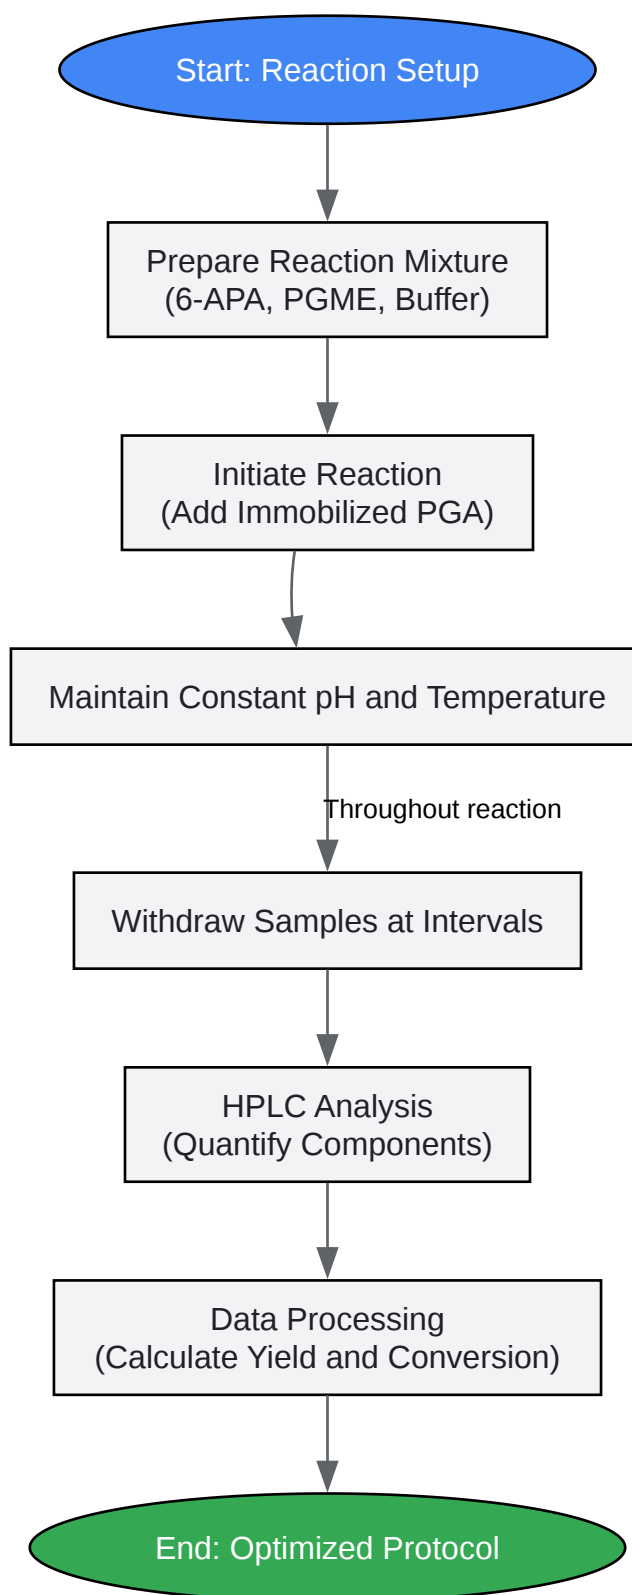 Start: Reaction Setup
Prepare Reaction Mixture
(6-APA, PGME, Buffer)
Initiate Reaction
(Add Immobilized PGA)
Maintain Constant pH and Temperature
Throughout reaction
Withdraw Samples at Intervals
HPLC Analysis
(Quantify Components)
Data Processing
(Calculate Yield and Conversion)
End: Optimized Protocol